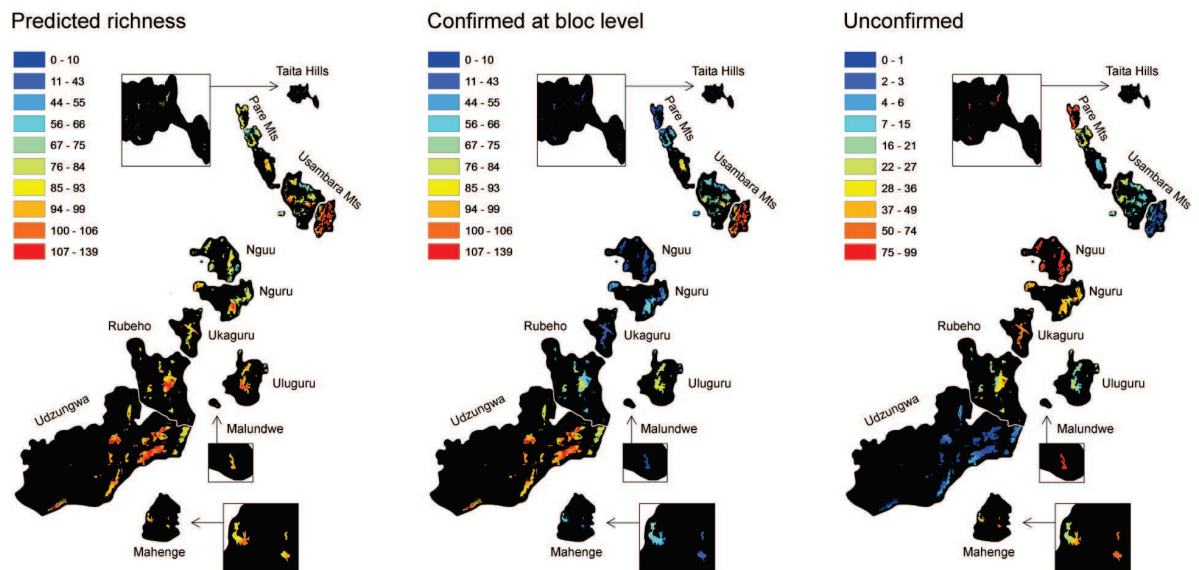 Predicted richness
0 - 10
11 - 43
44 - 55
56 - 66
67 - 75
76 - 84
85 - 93
94 - 99
100 - 106
107 - 139
Taita Hills
Pare Mts
Usambara Mts
Nguu
Nguru
Rubeho
Ukaguru
Uluguru
Udzungwa
Malundwe
Mahenge
Confirmed at bloc level
0 - 10
11 - 43
44 - 55
56 - 66
67 - 75
76 - 84
85 - 93
94 - 99
100 - 106
107 - 139
Taita Hills
Pare Mts
Usambara Mts
Nguu
Nguru
Rubeho
Ukaguru
Uluguru
Udzungwa
Malundwe
Mahenge
Unconfirmed
0 - 1
2 - 3
4 - 6
7 - 15
16 - 21
22 - 27
28 - 36
37 - 49
50 - 74
75 - 99
Taita Hills
Pare Mts
Usambara Mts
Nguu
Nguru
Rubeho
Ukaguru
Uluguru
Udzungwa
Malundwe
Mahenge